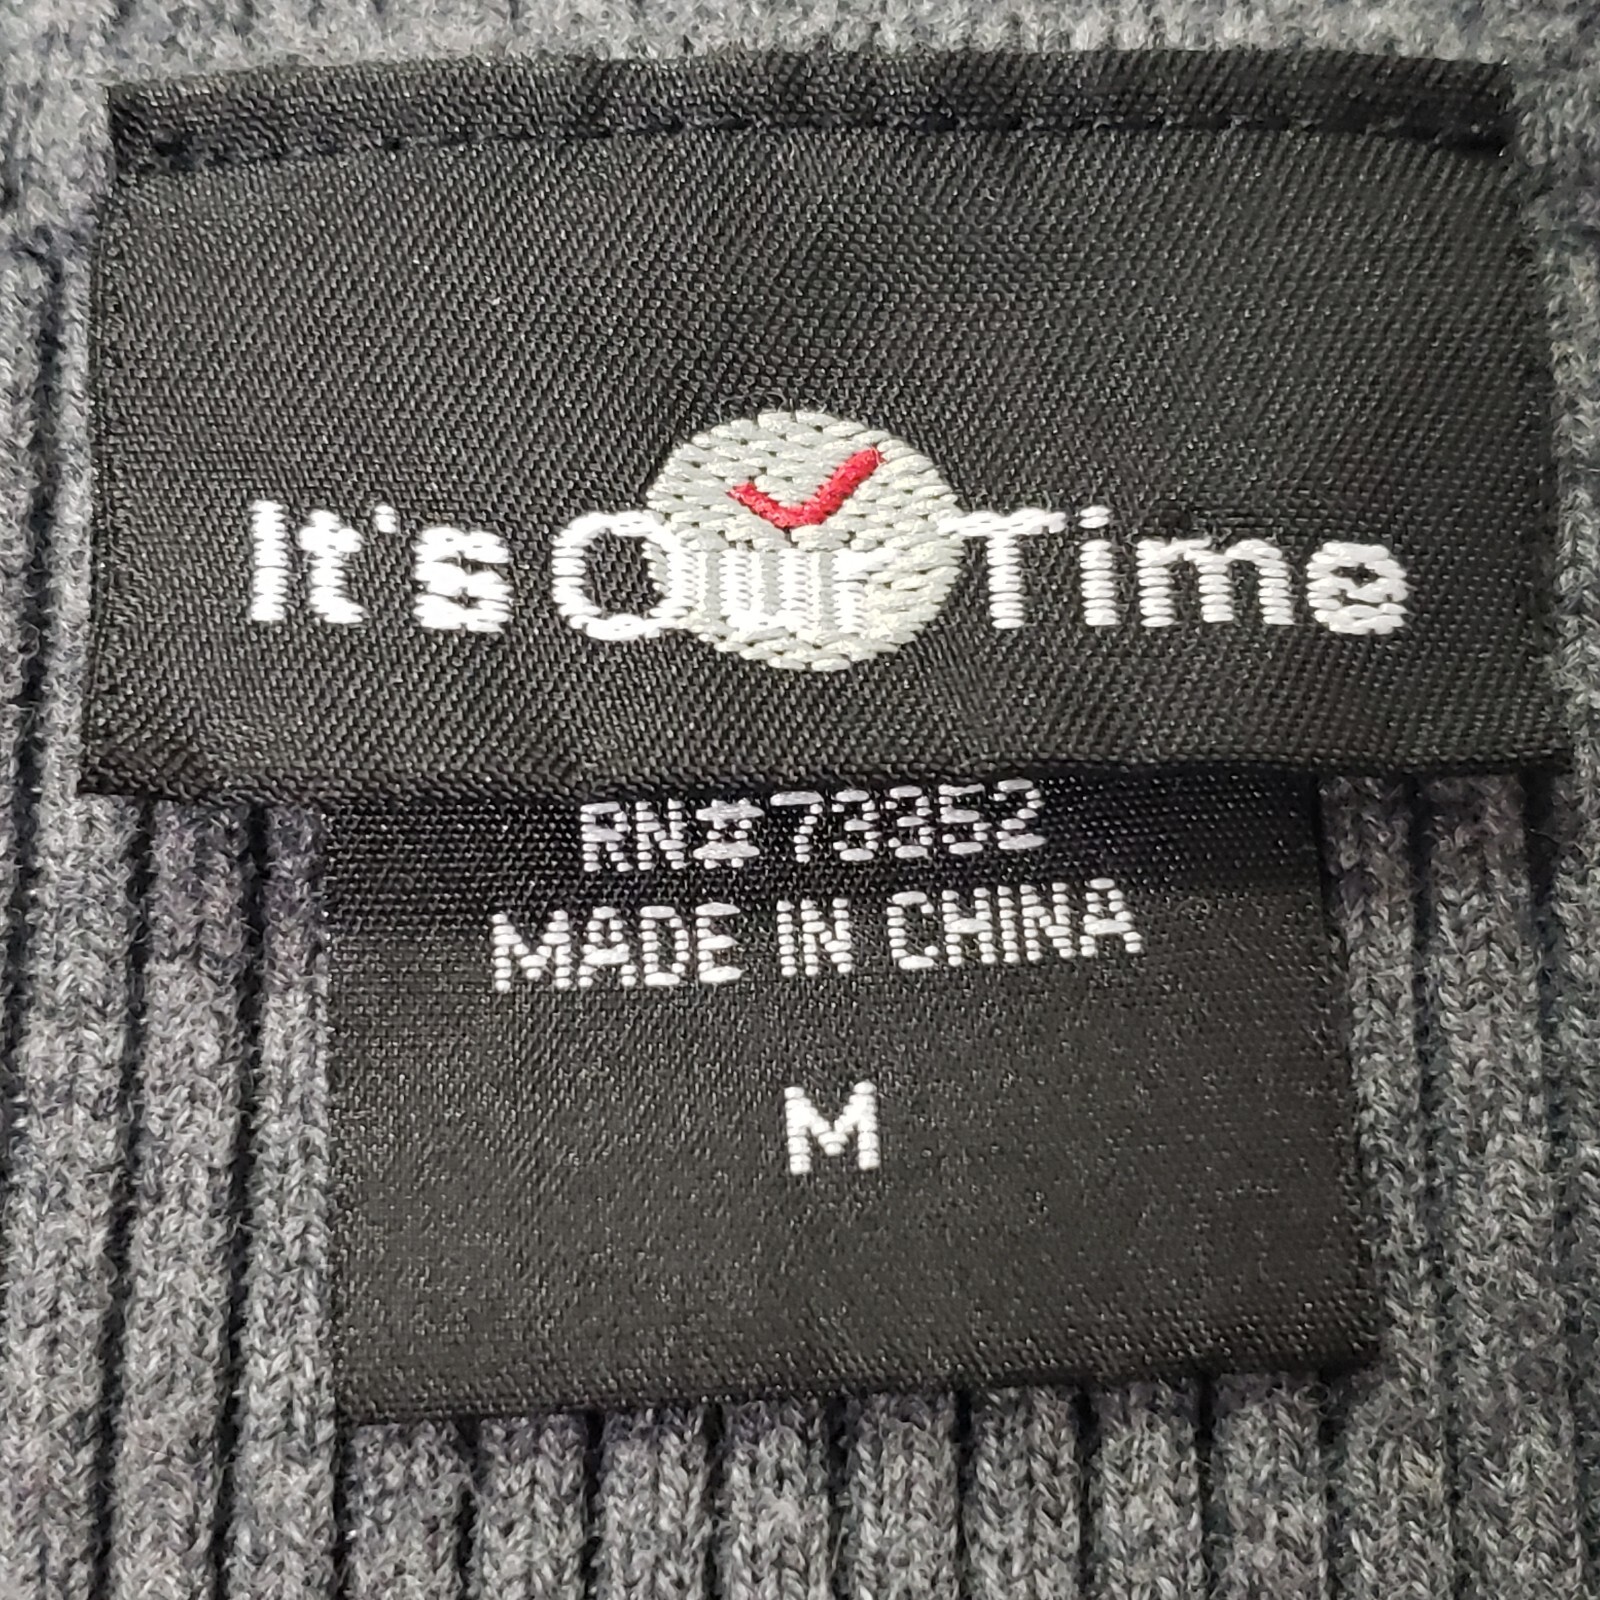 It's Our Time
RN#73352
MADE IN CHINA
M